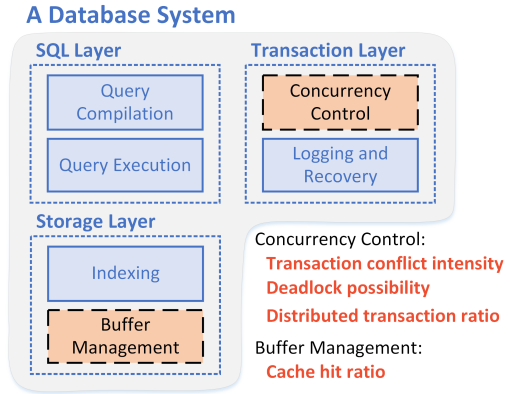 A Database System
SQL Layer
Query
Compilation
Query Execution
Transaction Layer
Concurrency
Control
Logging and
Recovery
Storage Layer
Indexing
Buffer
Management
Concurrency Control:
Transaction conflict intensity
Deadlock possibility
Distributed transaction ratio
Buffer Management:
Cache hit ratio